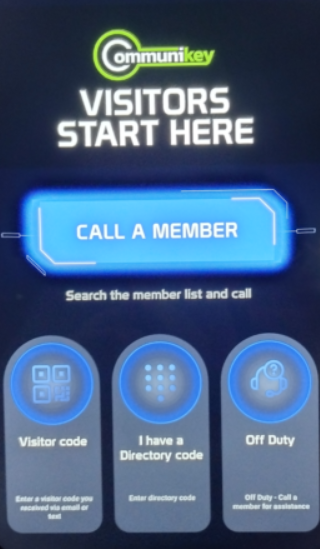 Communikey
VISITORS
START HERE
CALL A MEMBER
Search the member list and call
Visitor code
Enter a visitor code you
received via email or
text
I have a
Directory code
Enter directory code
Off Duty
Off Duty - Call a
member for assistance